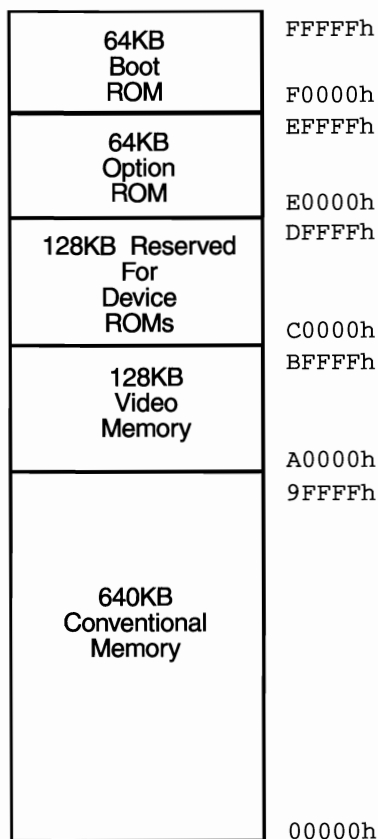 64KB
Boot
ROM
FFFFFh
F0000h
64KB
Option
ROM
EFFFFh
E0000h
128KB Reserved
For
Device
ROMs
DFFFFh
C0000h
128KB
Video
Memory
BFFFFh
A0000h
640KB
Conventional
Memory
9FFFFh
00000h